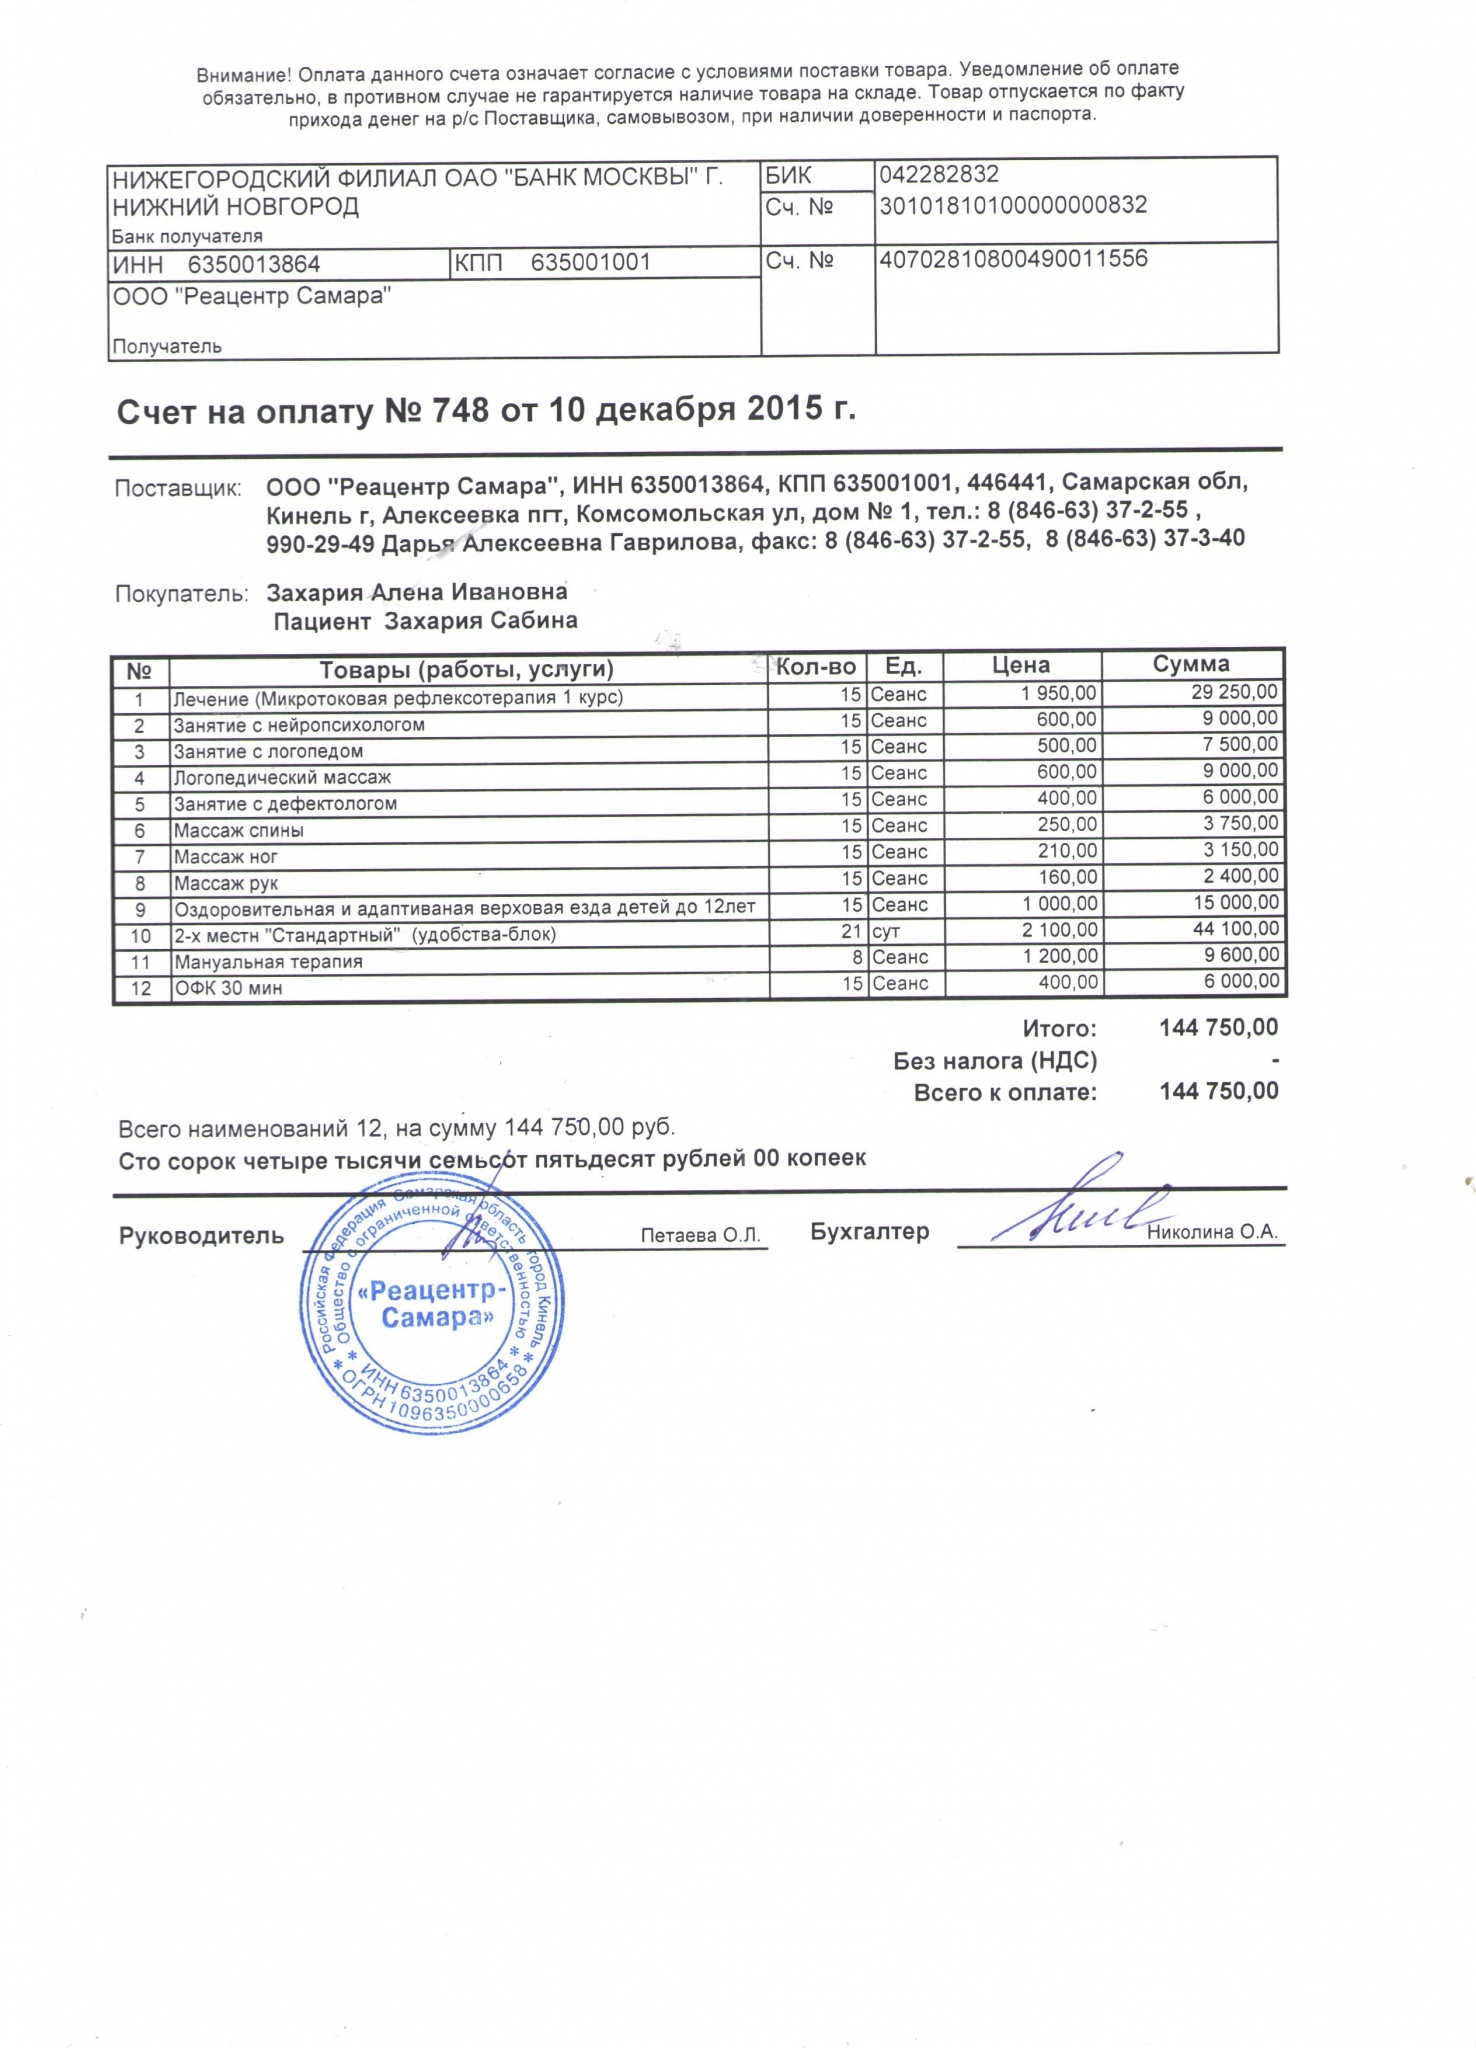 Внимание! Оплата данного счета означает согласие с условиями поставки товара. Уведомление об оплате
обязательно, в противном случае не гарантируется наличие товара на складе. Товар отпускается по факту
прихода денег на р/с Поставщика, самовывозом, при наличии доверенности и паспорта.
НИЖЕГОРОДСКИЙ ФИЛИАЛ ОАО "БАНК МОСКВЫ" Г. БИК 042282832
НИЖНИЙ НОВГОРОД Сч. № 30101810100000000832
Банк получателя
ИНН 6350013864 КПП 635001001 Сч. № 40702810800490011556
ООО "Реацентр Самара"
Получатель
Счет на оплату № 748 от 10 декабря 2015 г.
Поставщик: ООО "Реацентр Самара", ИНН 6350013864, КПП 635001001, 446441, Самарская обл,
Кинель г, Алексеевка пгт, Комсомольская ул, дом № 1, тел.: 8 (846-63) 37-2-55 ,
990-29-49 Дарья Алексеевна Гаврилова, факс: 8 (846-63) 37-2-55, 8 (846-63) 37-3-40
Покупатель: Захария Алена Ивановна
Пациент Захария Сабина
№ Товары (работы, услуги) Кол-во Ед. Цена Сумма
1 Лечение (Микротоковая рефлексотерапия 1 курс) 15 Сеанс 1 950,00 29 250,00
2 Занятие с нейропсихологом 15 Сеанс 600,00 9 000,00
3 Занятие с логопедом 15 Сеанс 500,00 7 500,00
4 Логопедический массаж 15 Сеанс 600,00 9 000,00
5 Занятие с дефектологом 15 Сеанс 400,00 6 000,00
6 Массаж спины 15 Сеанс 250,00 3 750,00
7 Массаж ног 15 Сеанс 210,00 3 150,00
8 Массаж рук 15 Сеанс 160,00 2 400,00
9 Оздоровительная и адаптиваная верховая езда детей до 12лет 15 Сеанс 1 000,00 15 000,00
10 2-х местн "Стандартный" (удобства-блок) 21 сут 2 100,00 44 100,00
11 Мануальная терапия 8 Сеанс 1 200,00 9 600,00
12 ОФК 30 мин 15 Сеанс 400,00 6 000,00
Итого: 144 750,00
Без налога (НДС) -
Всего к оплате: 144 750,00
Всего наименований 12, на сумму 144 750,00 руб.
Сто сорок четыре тысячи семьсот пятьдесят рублей 00 копеек
Руководитель Петаева О.Л. Бухгалтер Николина О.А.
Российская Федерация Самарская область город Кинель
Общество с ограниченной ответственностью
«Реацентр-
Самара»
* ИНН 6350013864 *
* ОГРН 1096350000658 *